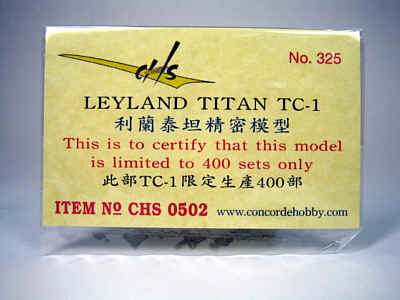 CHS
No. 325
LEYLAND TITAN TC-1
利蘭泰坦精密模型
This is to certify that this model
is limited to 400 sets only
此部TC-1限定生產400部
ITEM Nº CHS 0502 www.concordehobby.com